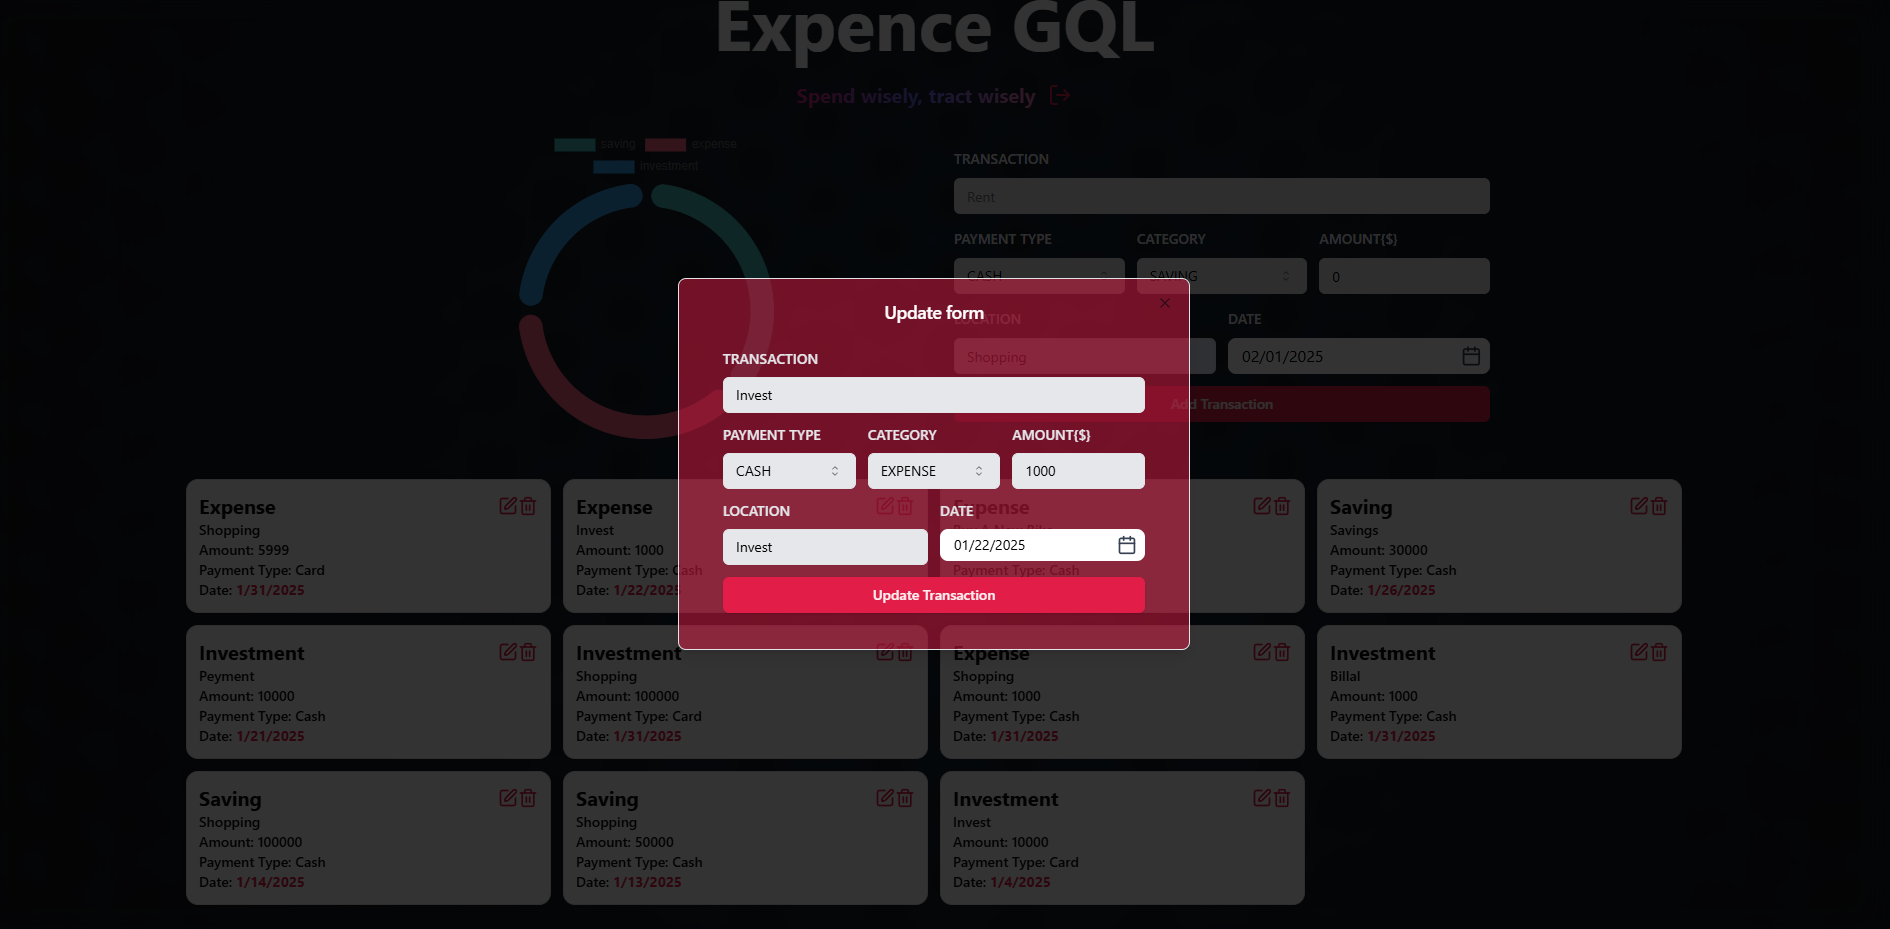 Expence GQL
Spend wisely, tract wisely
saving expense
investment
TRANSACTION
Rent
PAYMENT TYPE CATEGORY AMOUNT($)
CASH SAVING 0
LOCATION DATE
Shopping 02/01/2025
Add Transaction
Update form
TRANSACTION
Invest
PAYMENT TYPE CATEGORY AMOUNT($)
CASH EXPENSE 1000
LOCATION DATE
Invest 01/22/2025
Update Transaction
Expense
Shopping
Amount: 5999
Payment Type: Card
Date: 1/31/2025
Expense
Invest
Amount: 1000
Payment Type: Cash
Date: 1/22/2025
Expense
Buy A New Bike
Payment Type: Cash
Saving
Savings
Amount: 30000
Payment Type: Cash
Date: 1/26/2025
Investment
Peyment
Amount: 10000
Payment Type: Cash
Date: 1/21/2025
Investment
Shopping
Amount: 100000
Payment Type: Card
Date: 1/31/2025
Expense
Shopping
Amount: 1000
Payment Type: Cash
Date: 1/31/2025
Investment
Billal
Amount: 1000
Payment Type: Cash
Date: 1/31/2025
Saving
Shopping
Amount: 100000
Payment Type: Cash
Date: 1/14/2025
Saving
Shopping
Amount: 50000
Payment Type: Cash
Date: 1/13/2025
Investment
Invest
Amount: 10000
Payment Type: Card
Date: 1/4/2025